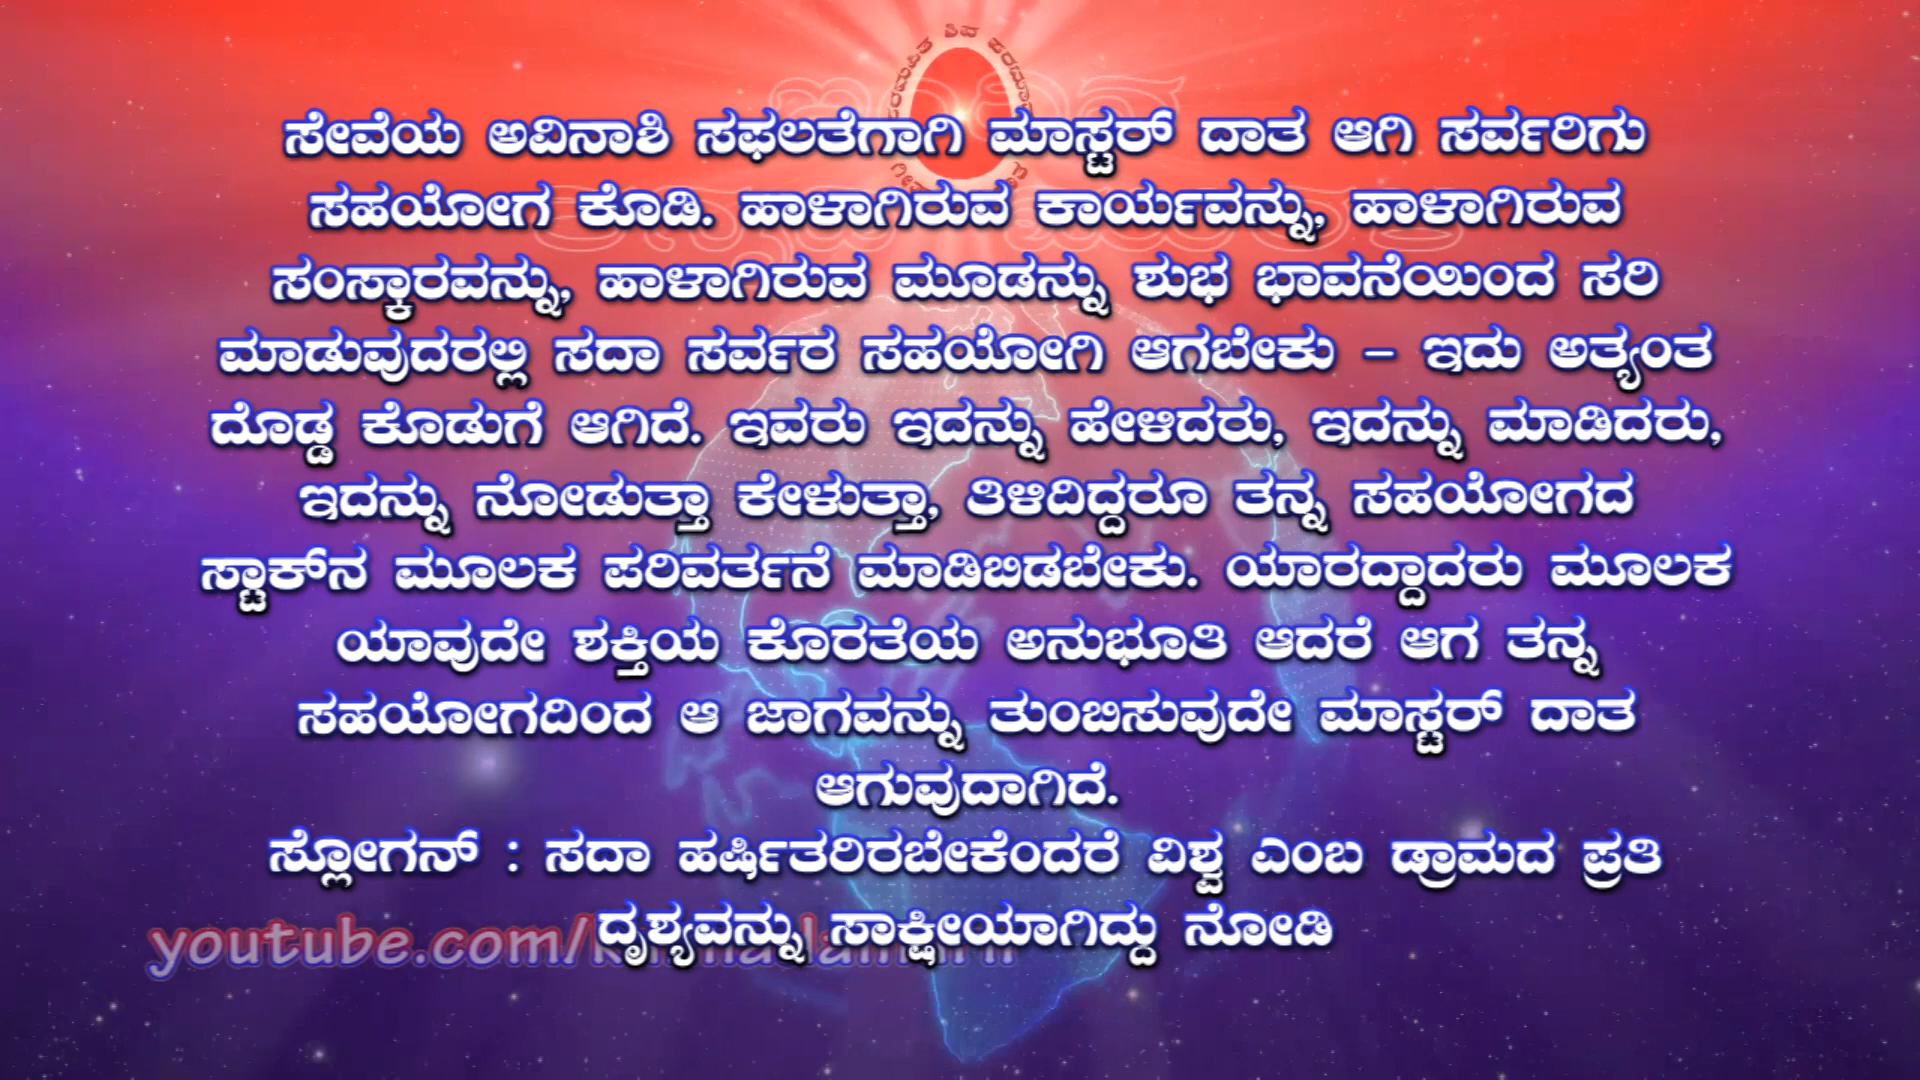 ಸೇವೆಯ ಅವಿನಾಶಿ ಸಫಲತೆಗಾಗಿ ಮಾಸ್ಟರ್ ದಾತ ಆಗಿ ಸರ್ವರಿಗು
ಸಹಯೋಗ ಕೊಡಿ. ಹಾಳಾಗಿರುವ ಕಾರ್ಯವನ್ನು, ಹಾಳಾಗಿರುವ
ಸಂಸ್ಕಾರವನ್ನು, ಹಾಳಾಗಿರುವ ಮೂಡನ್ನು ಶುಭ ಭಾವನೆಯಿಂದ ಸರಿ
ಮಾಡುವುದರಲ್ಲಿ ಸದಾ ಸರ್ವರ ಸಹಯೋಗಿ ಆಗಬೇಕು – ಇದು ಅತ್ಯಂತ
ದೊಡ್ಡ ಕೊಡುಗೆ ಆಗಿದೆ. ಇವರು ಇದನ್ನು ಹೇಳಿದರು, ಇದನ್ನು ಮಾಡಿದರು,
ಇದನ್ನು ನೋಡುತ್ತಾ ಕೇಳುತ್ತಾ, ತಿಳಿದಿದ್ದರೂ ತನ್ನ ಸಹಯೋಗದ
ಸ್ಟಾಕ್‌ನ ಮೂಲಕ ಪರಿವರ್ತನೆ ಮಾಡಿಬಿಡಬೇಕು. ಯಾರದ್ದಾದರು ಮೂಲಕ
ಯಾವುದೇ ಶಕ್ತಿಯ ಕೊರತೆಯ ಅನುಭೂತಿ ಆದರೆ ಆಗ ತನ್ನ
ಸಹಯೋಗದಿಂದ ಆ ಜಾಗವನ್ನು ತುಂಬಿಸುವುದೇ ಮಾಸ್ಟರ್ ದಾತ
ಆಗುವುದಾಗಿದೆ.
ಸ್ಲೋಗನ್ : ಸದಾ ಹರ್ಷಿತರಿರಬೇಕೆಂದರೆ ವಿಶ್ವ ಎಂಬ ಡ್ರಾಮದ ಪ್ರತಿ
ದೃಶ್ಯವನ್ನು ಸಾಕ್ಷೀಯಾಗಿದ್ದು ನೋಡಿ